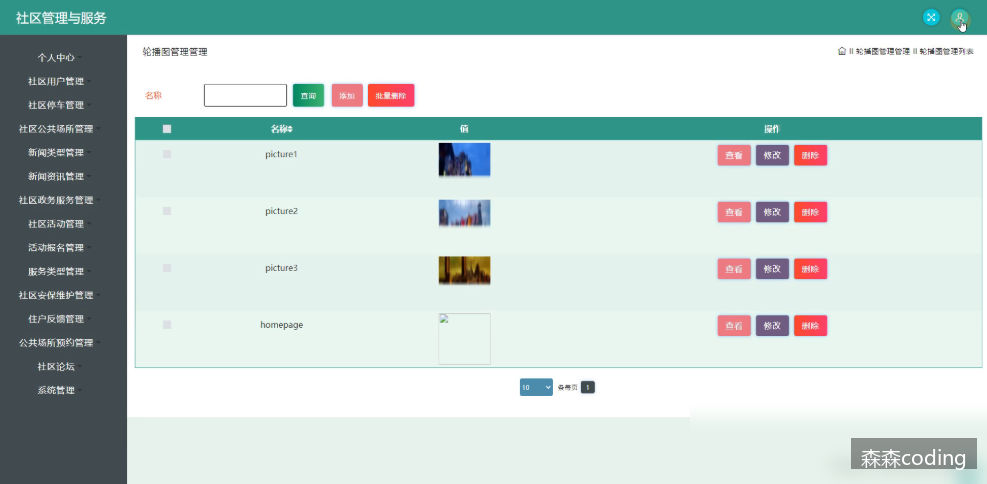 社区管理与服务
个人中心
社区用户管理
社区停车管理
社区公共场所管理
新闻类型管理
新闻资讯管理
社区政务服务管理
社区活动管理
活动报名管理
服务类型管理
社区安保维护管理
住户反馈管理
公共场所预约管理
社区论坛
系统管理
轮播图管理管理
轮播图管理管理 轮播图管理列表
名称 查询 添加 批量删除
名称 值 操作
picture1 查看 修改 删除
picture2 查看 修改 删除
picture3 查看 修改 删除
homepage 查看 修改 删除
10 条每页 1
森森coding